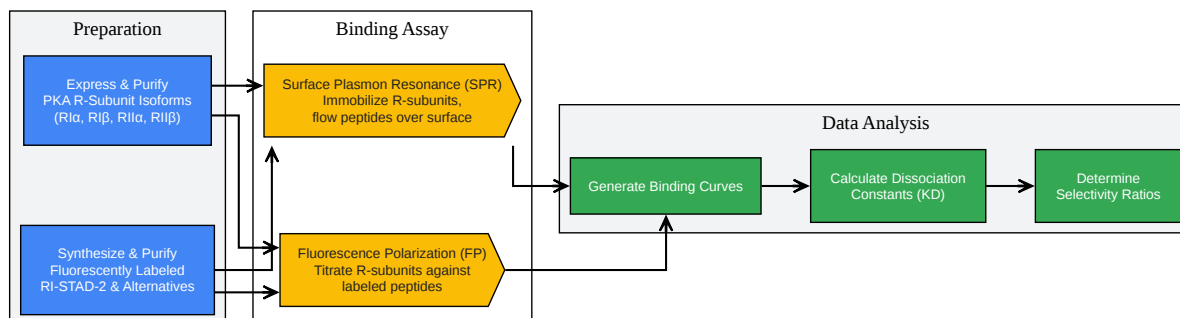 Preparation
Express & Purify
PKA R-Subunit Isoforms
(RIα, RIβ, RIIα, RIIβ)
Synthesize & Purify
Fluorescently Labeled
RI-STAD-2 & Alternatives
Binding Assay
Surface Plasmon Resonance (SPR)
Immobilize R-subunits,
flow peptides over surface
Fluorescence Polarization (FP)
Titrate R-subunits against
labeled peptides
Data Analysis
Generate Binding Curves
Calculate Dissociation
Constants (KD)
Determine
Selectivity Ratios